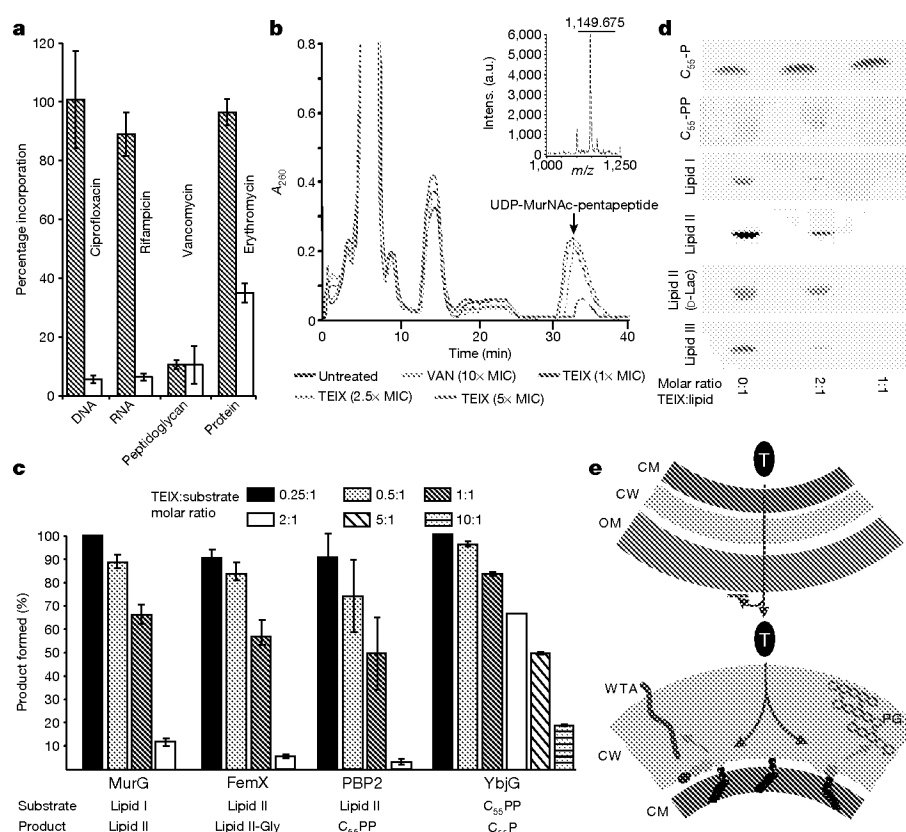 a
120
100
80
60
40
20
0
Percentage incorporation
Ciprofloxacin
Rifampicin
Vancomycin
Erythromycin
DNA
RNA
Peptidoglycan
Protein
b
0.8
0.6
0.4
0.2
0
A260
0 10 20 30 40
Time (min)
1,149.675
6,000
5,000
4,000
3,000
2,000
1,000
0
Intens. (a.u.)
1,000 1,250
m/z
UDP-MurNAc-pentapeptide
Untreated VAN (10× MIC) TEIX (1× MIC)
TEIX (2.5× MIC) TEIX (5× MIC)
d
C55-P
C55-PP
Lipid I
Lipid II
Lipid II
(D-Lac)
Lipid III
Molar ratio
TEIX:lipid
0:1
2:1
1:1
c
TEIX:substrate
molar ratio
0.25:1 0.5:1 1:1
2:1 5:1 10:1
100
90
80
70
60
50
40
30
20
10
Product formed (%)
MurG FemX PBP2 YbjG
Substrate Lipid I Lipid II Lipid II C55PP
Product Lipid II Lipid II-Gly C55PP C55P
e
T
CM
CW
OM
T
WTA
PG
CW
CM